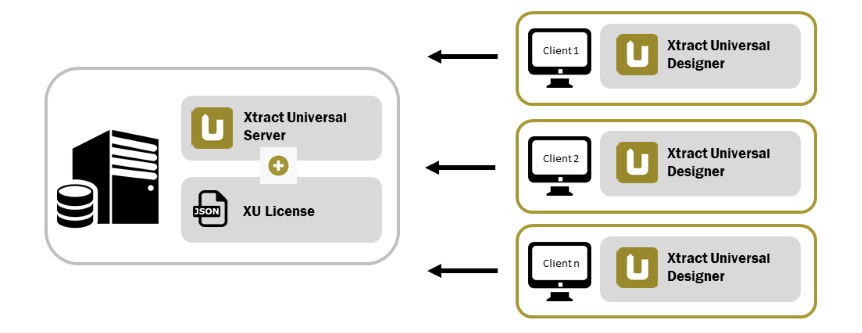 Xtract Universal
Server
JSON
XU License
Client 1
Xtract Universal
Designer
Client 2
Xtract Universal
Designer
Client n
Xtract Universal
Designer